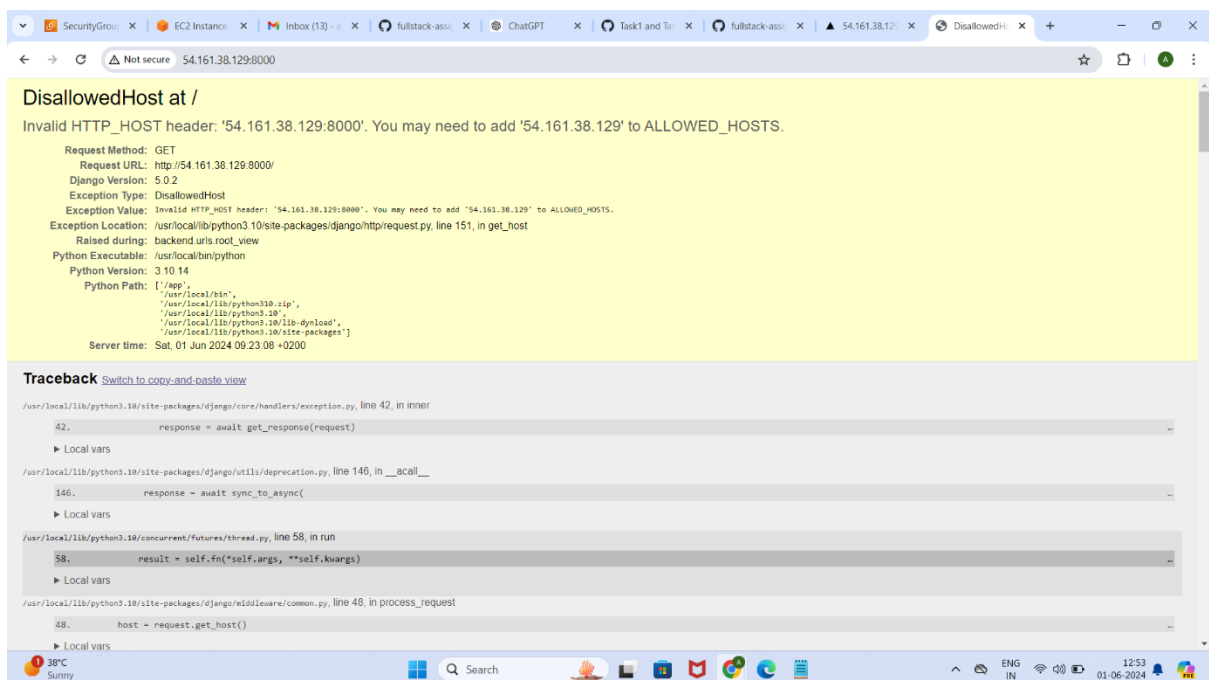 SecurityGrou
EC2 Instance
Inbox (13) - a
fullstack-assig
ChatGPT
Task1 and Tas
fullstack-assig
54.161.38.129
DisallowedHo
Not secure 54.161.38.129:8000
A
DisallowedHost at /
Invalid HTTP_HOST header: '54.161.38.129:8000'. You may need to add '54.161.38.129' to ALLOWED_HOSTS.
Request Method: GET
Request URL: http://54.161.38.129:8000/
Django Version: 5.0.2
Exception Type: DisallowedHost
Exception Value: Invalid HTTP_HOST header: '54.161.38.129:8000'. You may need to add '54.161.38.129' to ALLOWED_HOSTS.
Exception Location: /usr/local/lib/python3.10/site-packages/django/http/request.py, line 151, in get_host
Raised during: backend.urls.root_view
Python Executable: /usr/local/bin/python
Python Version: 3.10.14
Python Path: ['/app',
'/usr/local/bin',
'/usr/local/lib/python310.zip',
'/usr/local/lib/python3.10',
'/usr/local/lib/python3.10/lib-dynload',
'/usr/local/lib/python3.10/site-packages']
Server time: Sat, 01 Jun 2024 09:23:08 +0200
Traceback Switch to copy-and-paste view
/usr/local/lib/python3.10/site-packages/django/core/handlers/exception.py, line 42, in inner
42. response = await get_response(request) …
▶ Local vars
/usr/local/lib/python3.10/site-packages/django/utils/deprecation.py, line 146, in __acall__
146. response = await sync_to_async( …
▶ Local vars
/usr/local/lib/python3.10/concurrent/futures/thread.py, line 58, in run
58. result = self.fn(*self.args, **self.kwargs) …
▶ Local vars
/usr/local/lib/python3.10/site-packages/django/middleware/common.py, line 48, in process_request
48. host = request.get_host() …
▶ Local vars
1
38°C
Sunny
Search
ENG
IN
12:53
01-06-2024
PRE